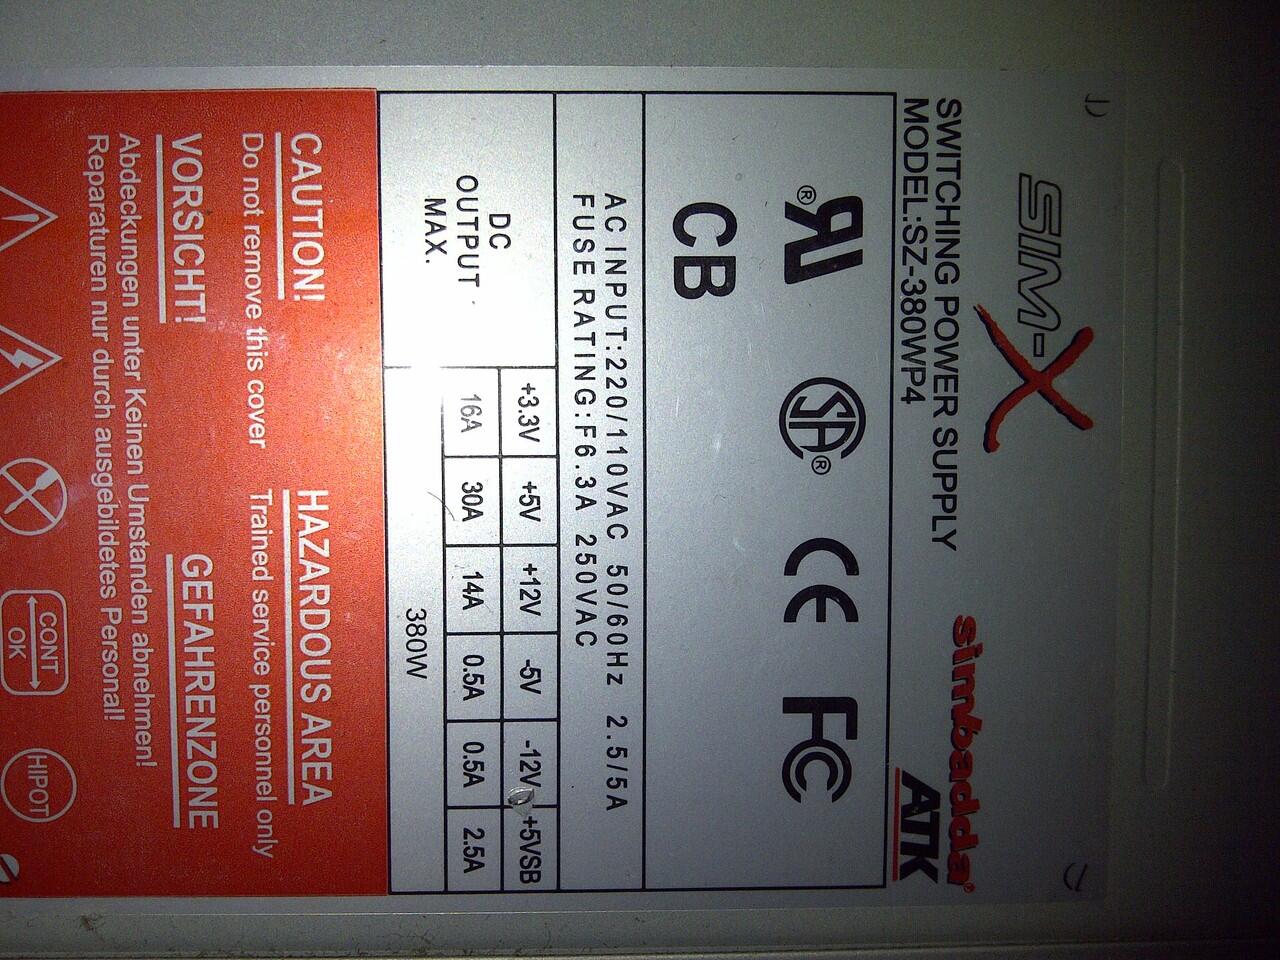 SIM-X
simbadda®
SWITCHING POWER SUPPLY
MODEL:SZ-380WP4
ATK
UR® SA® CE FC
CB
AC INPUT:220/110VAC 50/60Hz 2.5/5A
FUSE RATING:F6.3A 250VAC
DC OUTPUT MAX.
+3.3V +5V +12V -5V -12V +5VSB
16A 30A 14A 0.5A 0.5A 2.5A
380W
CAUTION!
Do not remove this cover
HAZARDOUS AREA
Trained service personnel only
VORSICHT!
GEFAHRENZONE
Abdeckungen unter Keinen Umstanden abnehmen!
Reparaturen nur durch ausgebildetes Personal!
CONT
OK
HIPOT